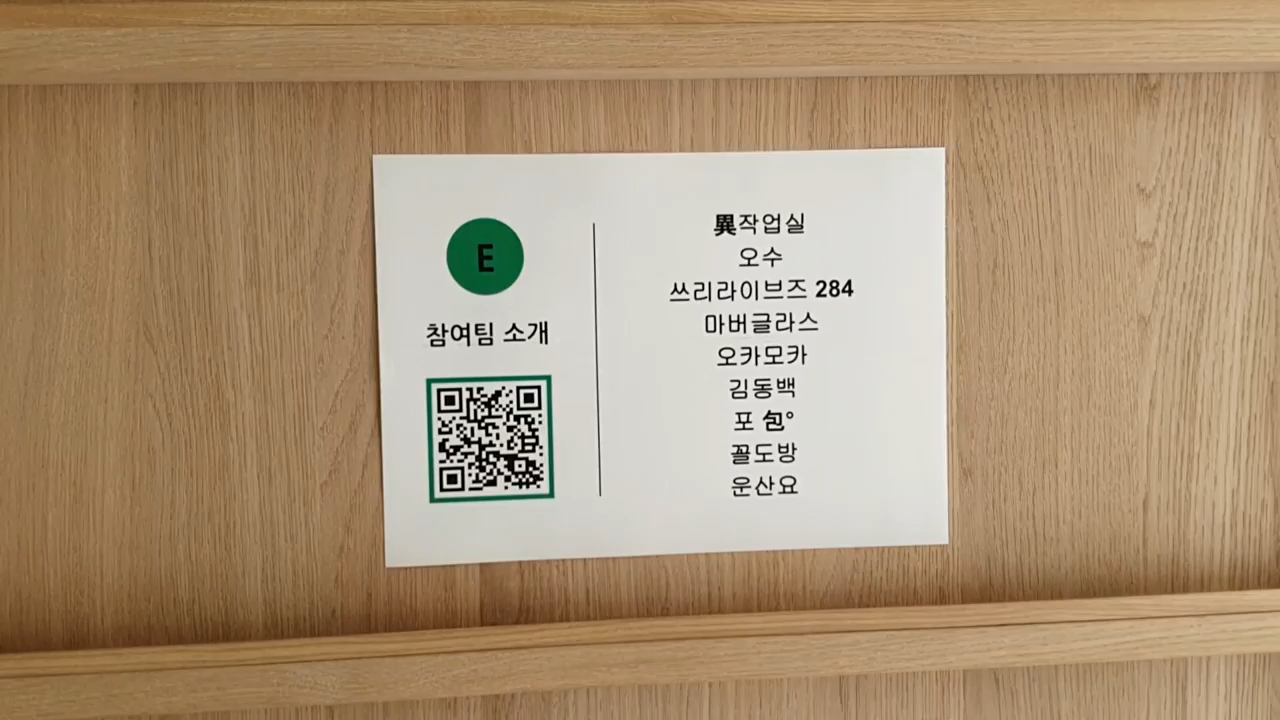 E
참여팀 소개
異작업실
오수
쓰리라이브즈 284
마버글라스
오카모카
김동백
포 包°
꼴도방
운산요